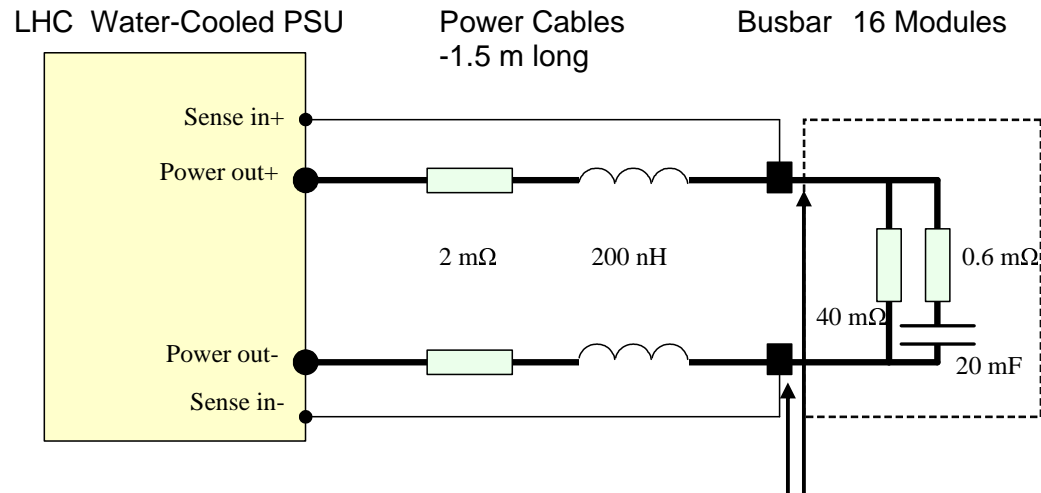 LHC Water-Cooled PSU
Power Cables
-1.5 m long
Busbar 16 Modules
Sense in+
Power out+
2 mΩ
200 nH
0.6 mΩ
40 mΩ
Power out-
20 mF
Sense in-